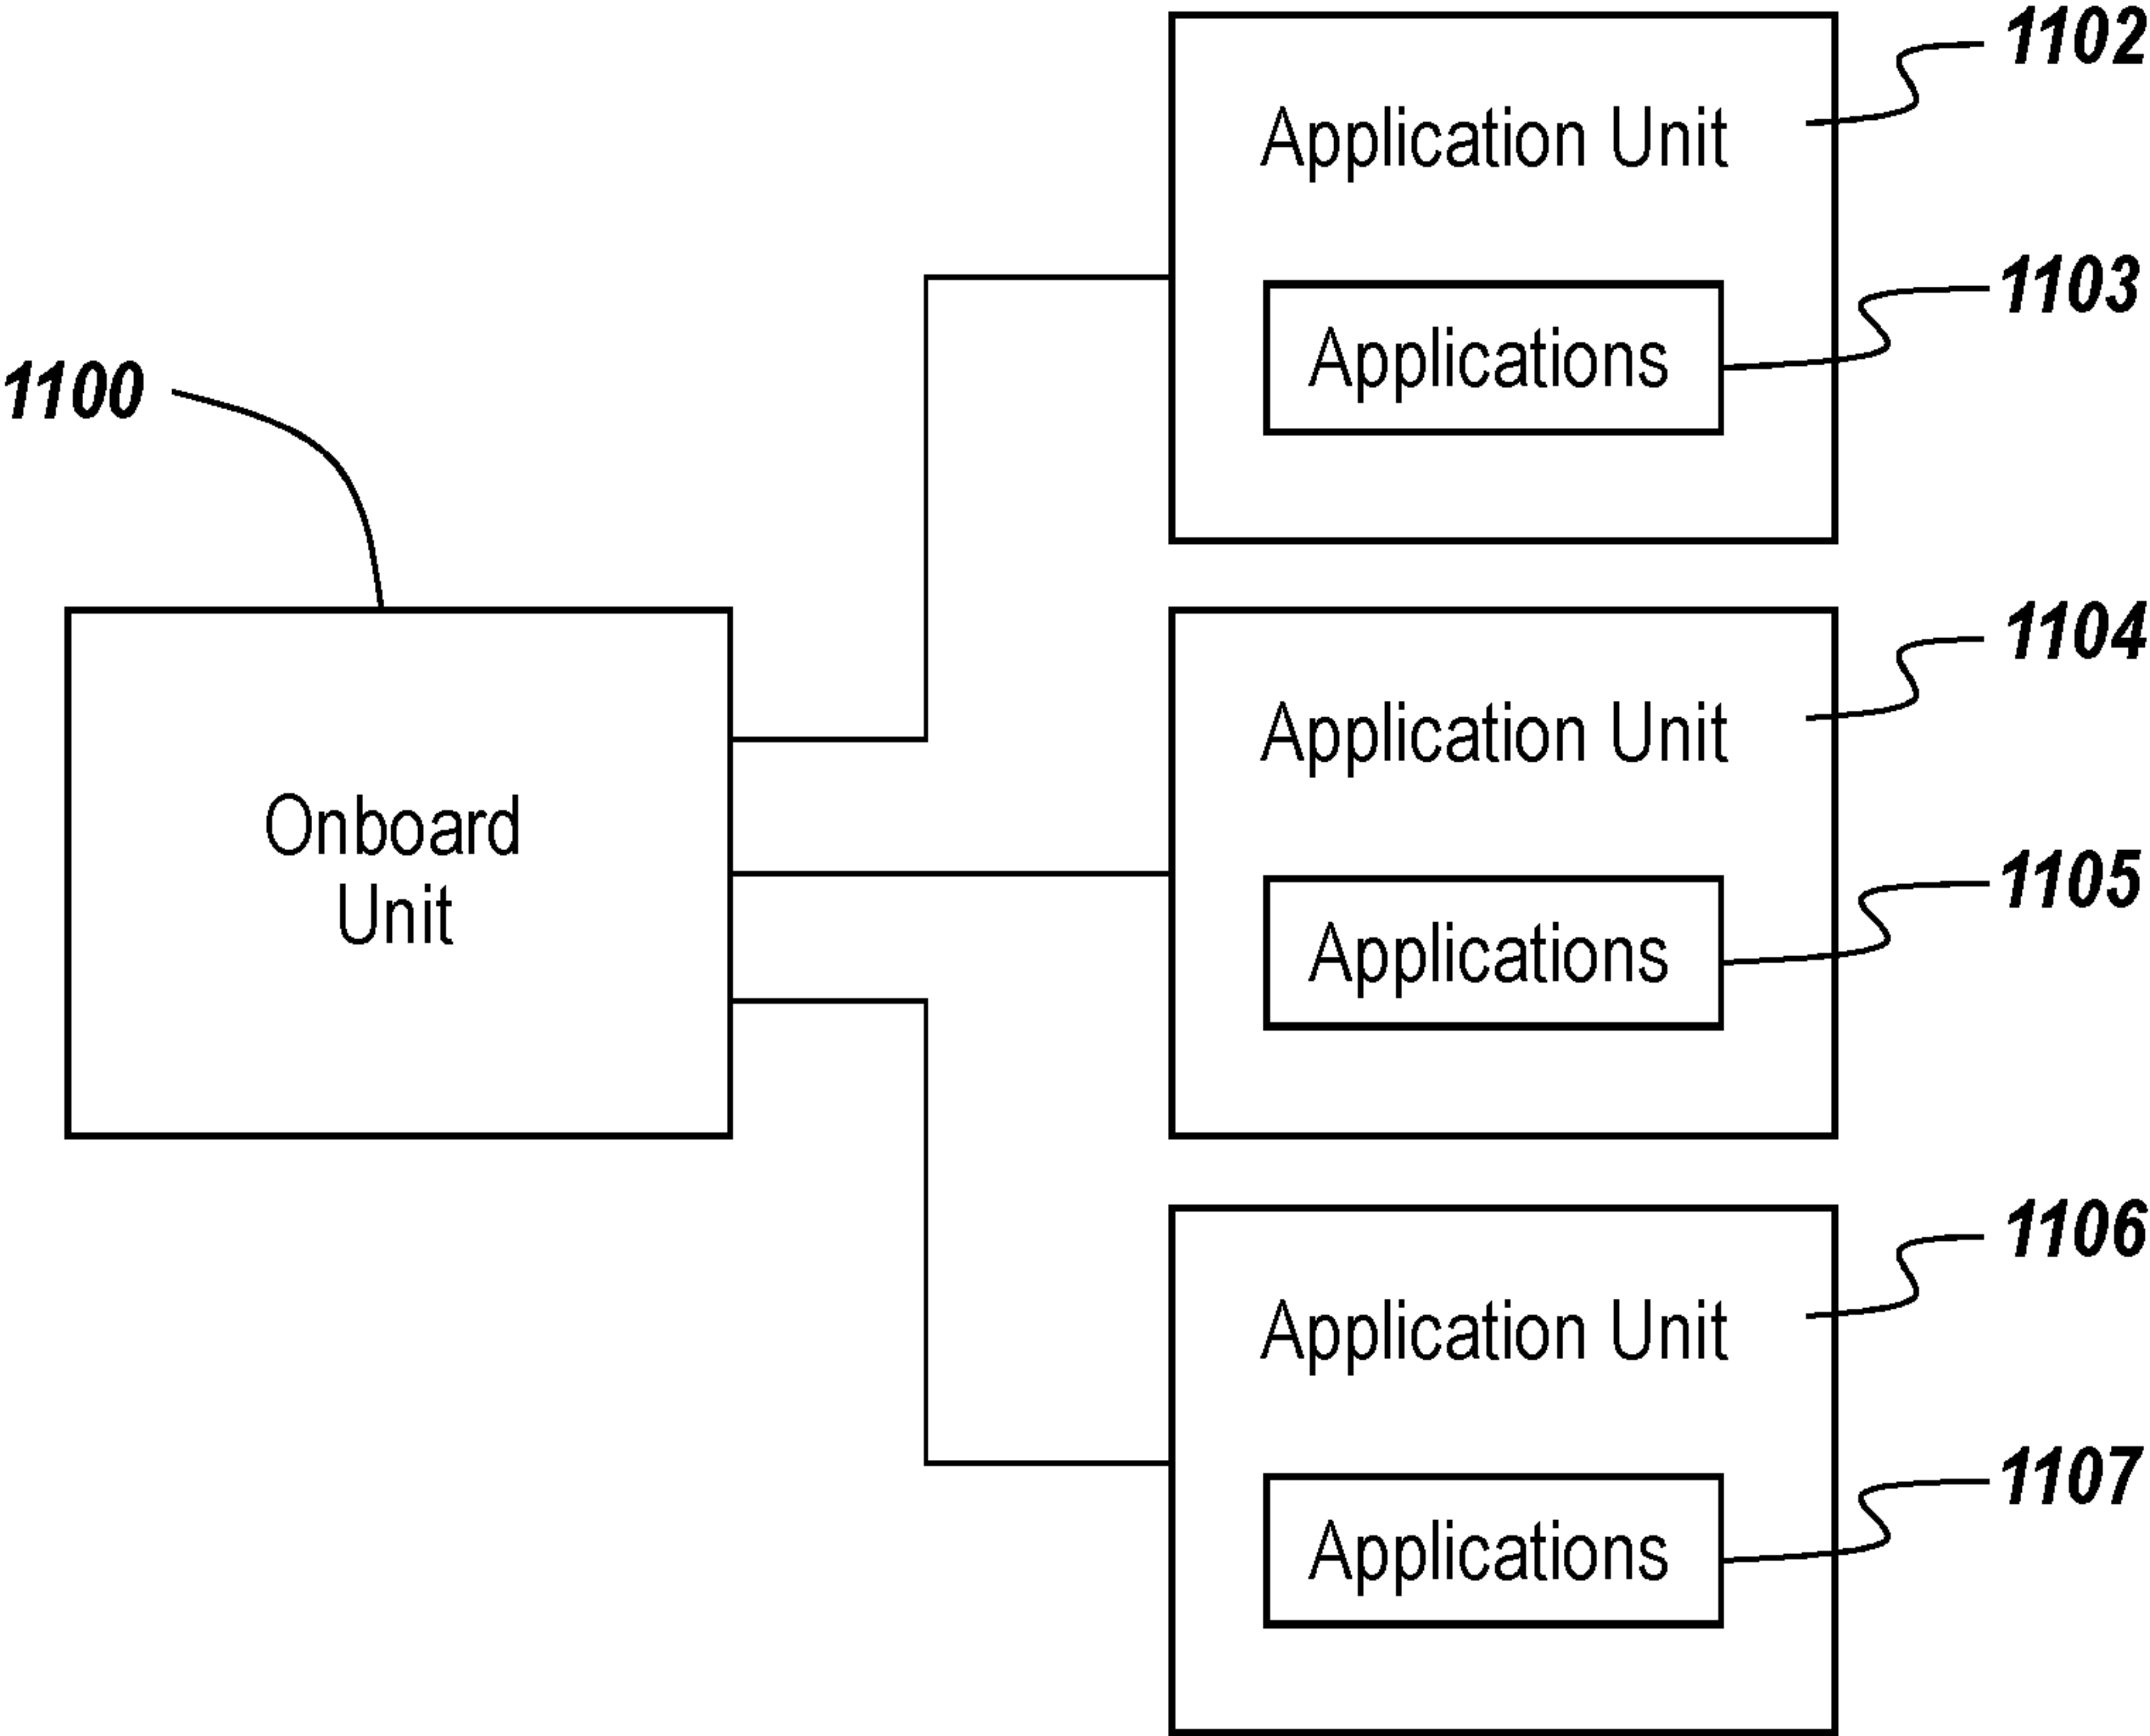 1102
Application Unit
1103
Applications
1100
1104
Application Unit
Onboard
Unit
1105
Applications
1106
Application Unit
1107
Applications